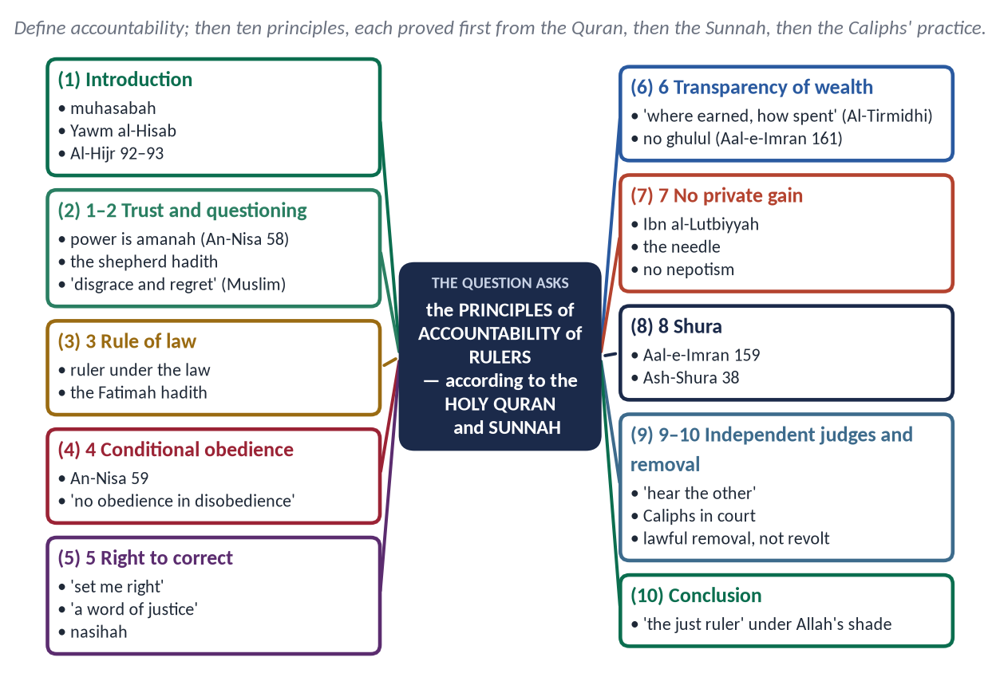 Define accountability; then ten principles, each proved first from the Quran, then the Sunnah, then the Caliphs' practice.
(1) Introduction
• muhasabah
• Yawm al-Hisab
• Al-Hijr 92–93
(2) 1–2 Trust and questioning
• power is amanah (An-Nisa 58)
• the shepherd hadith
• 'disgrace and regret' (Muslim)
(3) 3 Rule of law
• ruler under the law
• the Fatimah hadith
(4) 4 Conditional obedience
• An-Nisa 59
• 'no obedience in disobedience'
(5) 5 Right to correct
• 'set me right'
• 'a word of justice'
• nasihah
THE QUESTION ASKS
the PRINCIPLES of
ACCOUNTABILITY of
RULERS
— according to the
HOLY QURAN
and SUNNAH
(6) 6 Transparency of wealth
• 'where earned, how spent' (Al-Tirmidhi)
• no ghulul (Aal-e-Imran 161)
(7) 7 No private gain
• Ibn al-Lutbiyyah
• the needle
• no nepotism
(8) 8 Shura
• Aal-e-Imran 159
• Ash-Shura 38
(9) 9–10 Independent judges and
removal
• 'hear the other'
• Caliphs in court
• lawful removal, not revolt
(10) Conclusion
• 'the just ruler' under Allah's shade